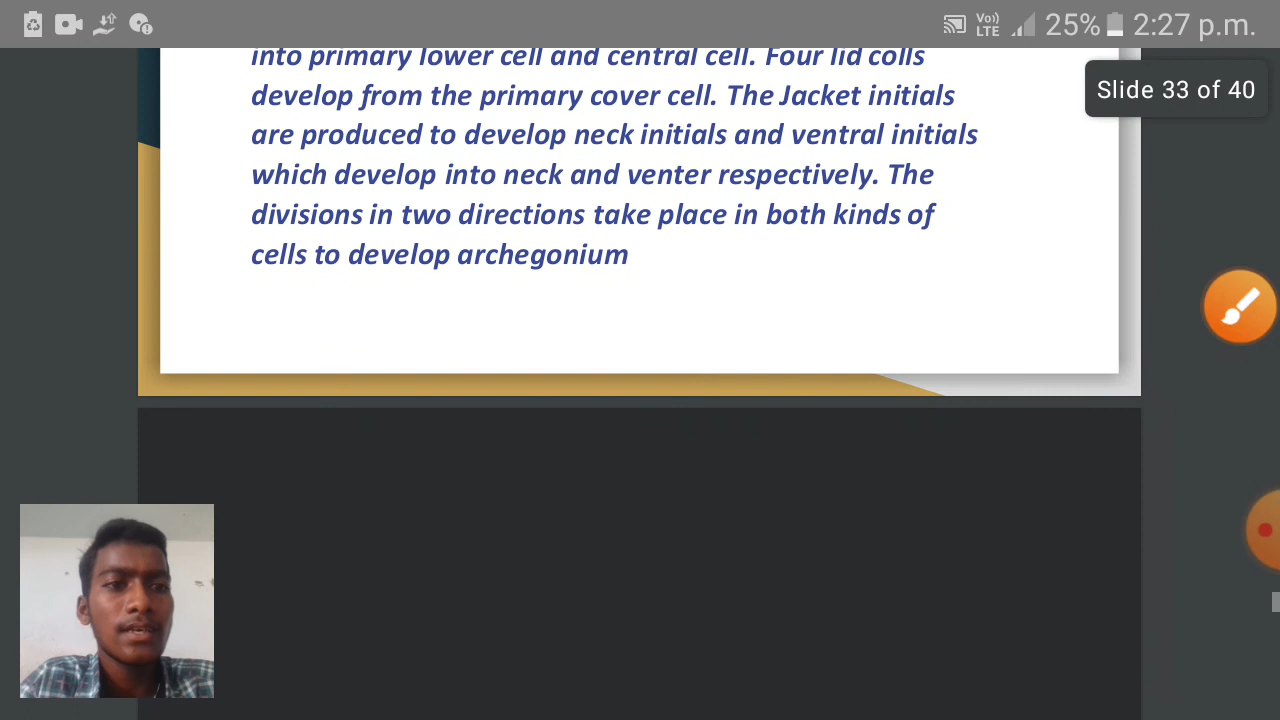 25% 2:27 p.m.
Vo))
LTE
Slide 33 of 40
into primary lower cell and central cell. Four lid colls
develop from the primary cover cell. The Jacket initials
are produced to develop neck initials and ventral initials
which develop into neck and venter respectively. The
divisions in two directions take place in both kinds of
cells to develop archegonium